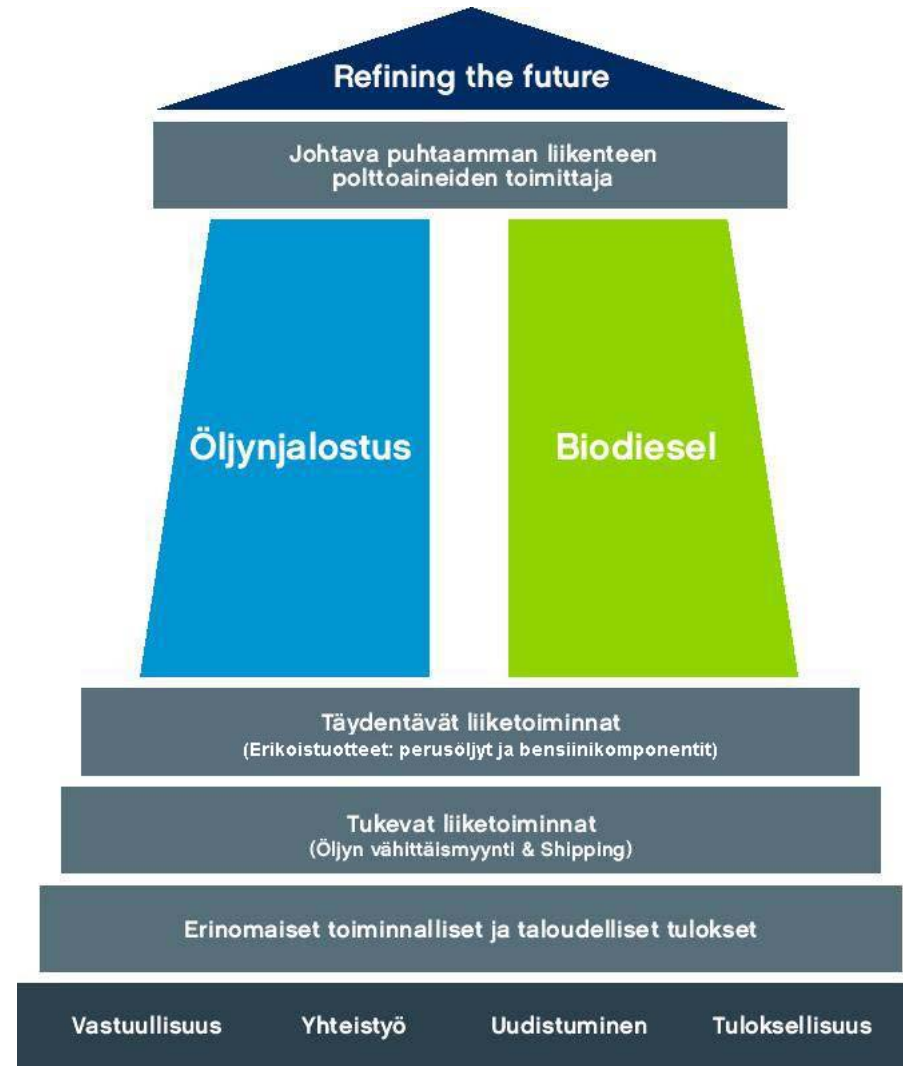 Refining the future
Johtava puhtaamman liikenteen
polttoaineiden toimittaja
Öljynjalostus
Biodiesel
Täydentävät liiketoiminnat
(Erikoistuotteet: perusöljyt ja bensiinikomponentit)
Tukevat liiketoiminnat
(Öljyn vähittäismyynti & Shipping)
Erinomaiset toiminnalliset ja taloudelliset tulokset
Vastuullisuus Yhteistyö Uudistuminen Tuloksellisuus